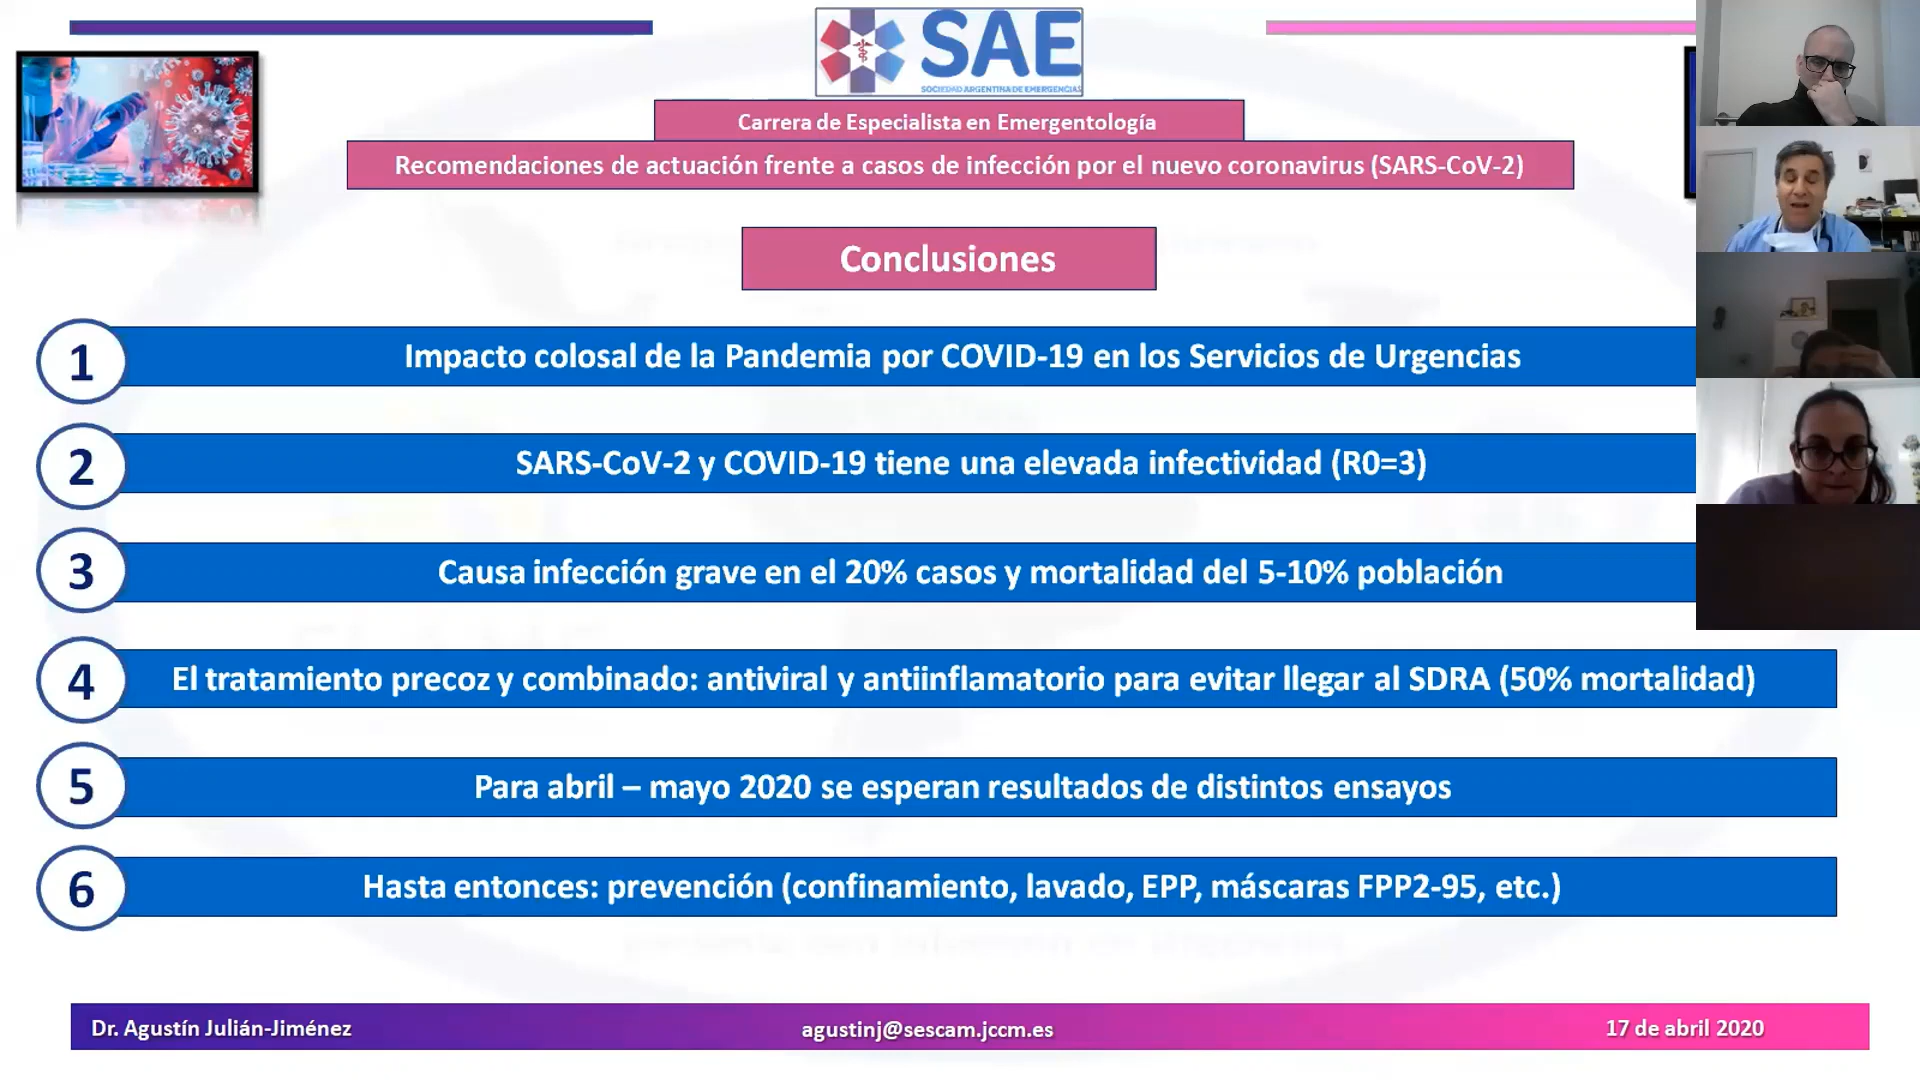 SAE
SOCIEDAD ARGENTINA DE EMERGENCIAS
Carrera de Especialista en Emergentología
Recomendaciones de actuación frente a casos de infección por el nuevo coronavirus (SARS-CoV-2)
Conclusiones
1 Impacto colosal de la Pandemia por COVID-19 en los Servicios de Urgencias
2 SARS-CoV-2 y COVID-19 tiene una elevada infectividad (R0=3)
3 Causa infección grave en el 20% casos y mortalidad del 5-10% población
4 El tratamiento precoz y combinado: antiviral y antiinflamatorio para evitar llegar al SDRA (50% mortalidad)
5 Para abril – mayo 2020 se esperan resultados de distintos ensayos
6 Hasta entonces: prevención (confinamiento, lavado, EPP, máscaras FPP2-95, etc.)
Dr. Agustín Julián-Jiménez agustinj@sescam.jccm.es 17 de abril 2020